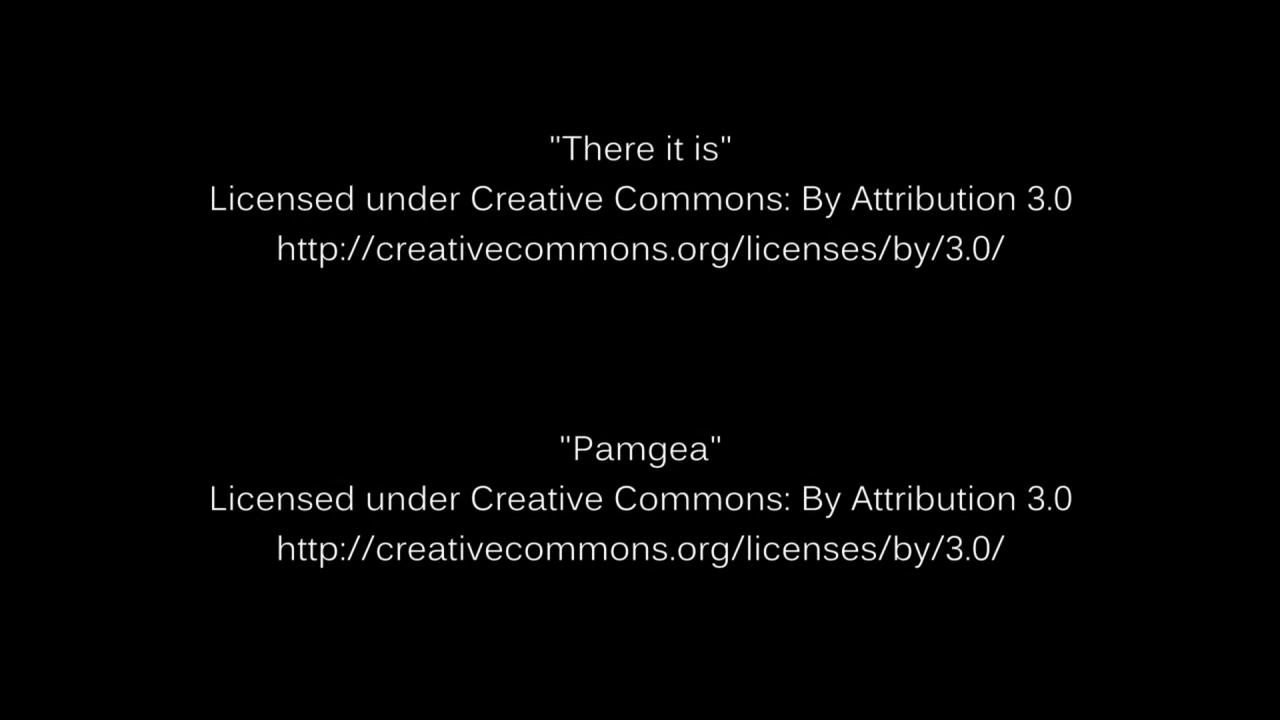 "There it is"
Licensed under Creative Commons: By Attribution 3.0
http://creativecommons.org/licenses/by/3.0/
"Pamgea"
Licensed under Creative Commons: By Attribution 3.0
http://creativecommons.org/licenses/by/3.0/